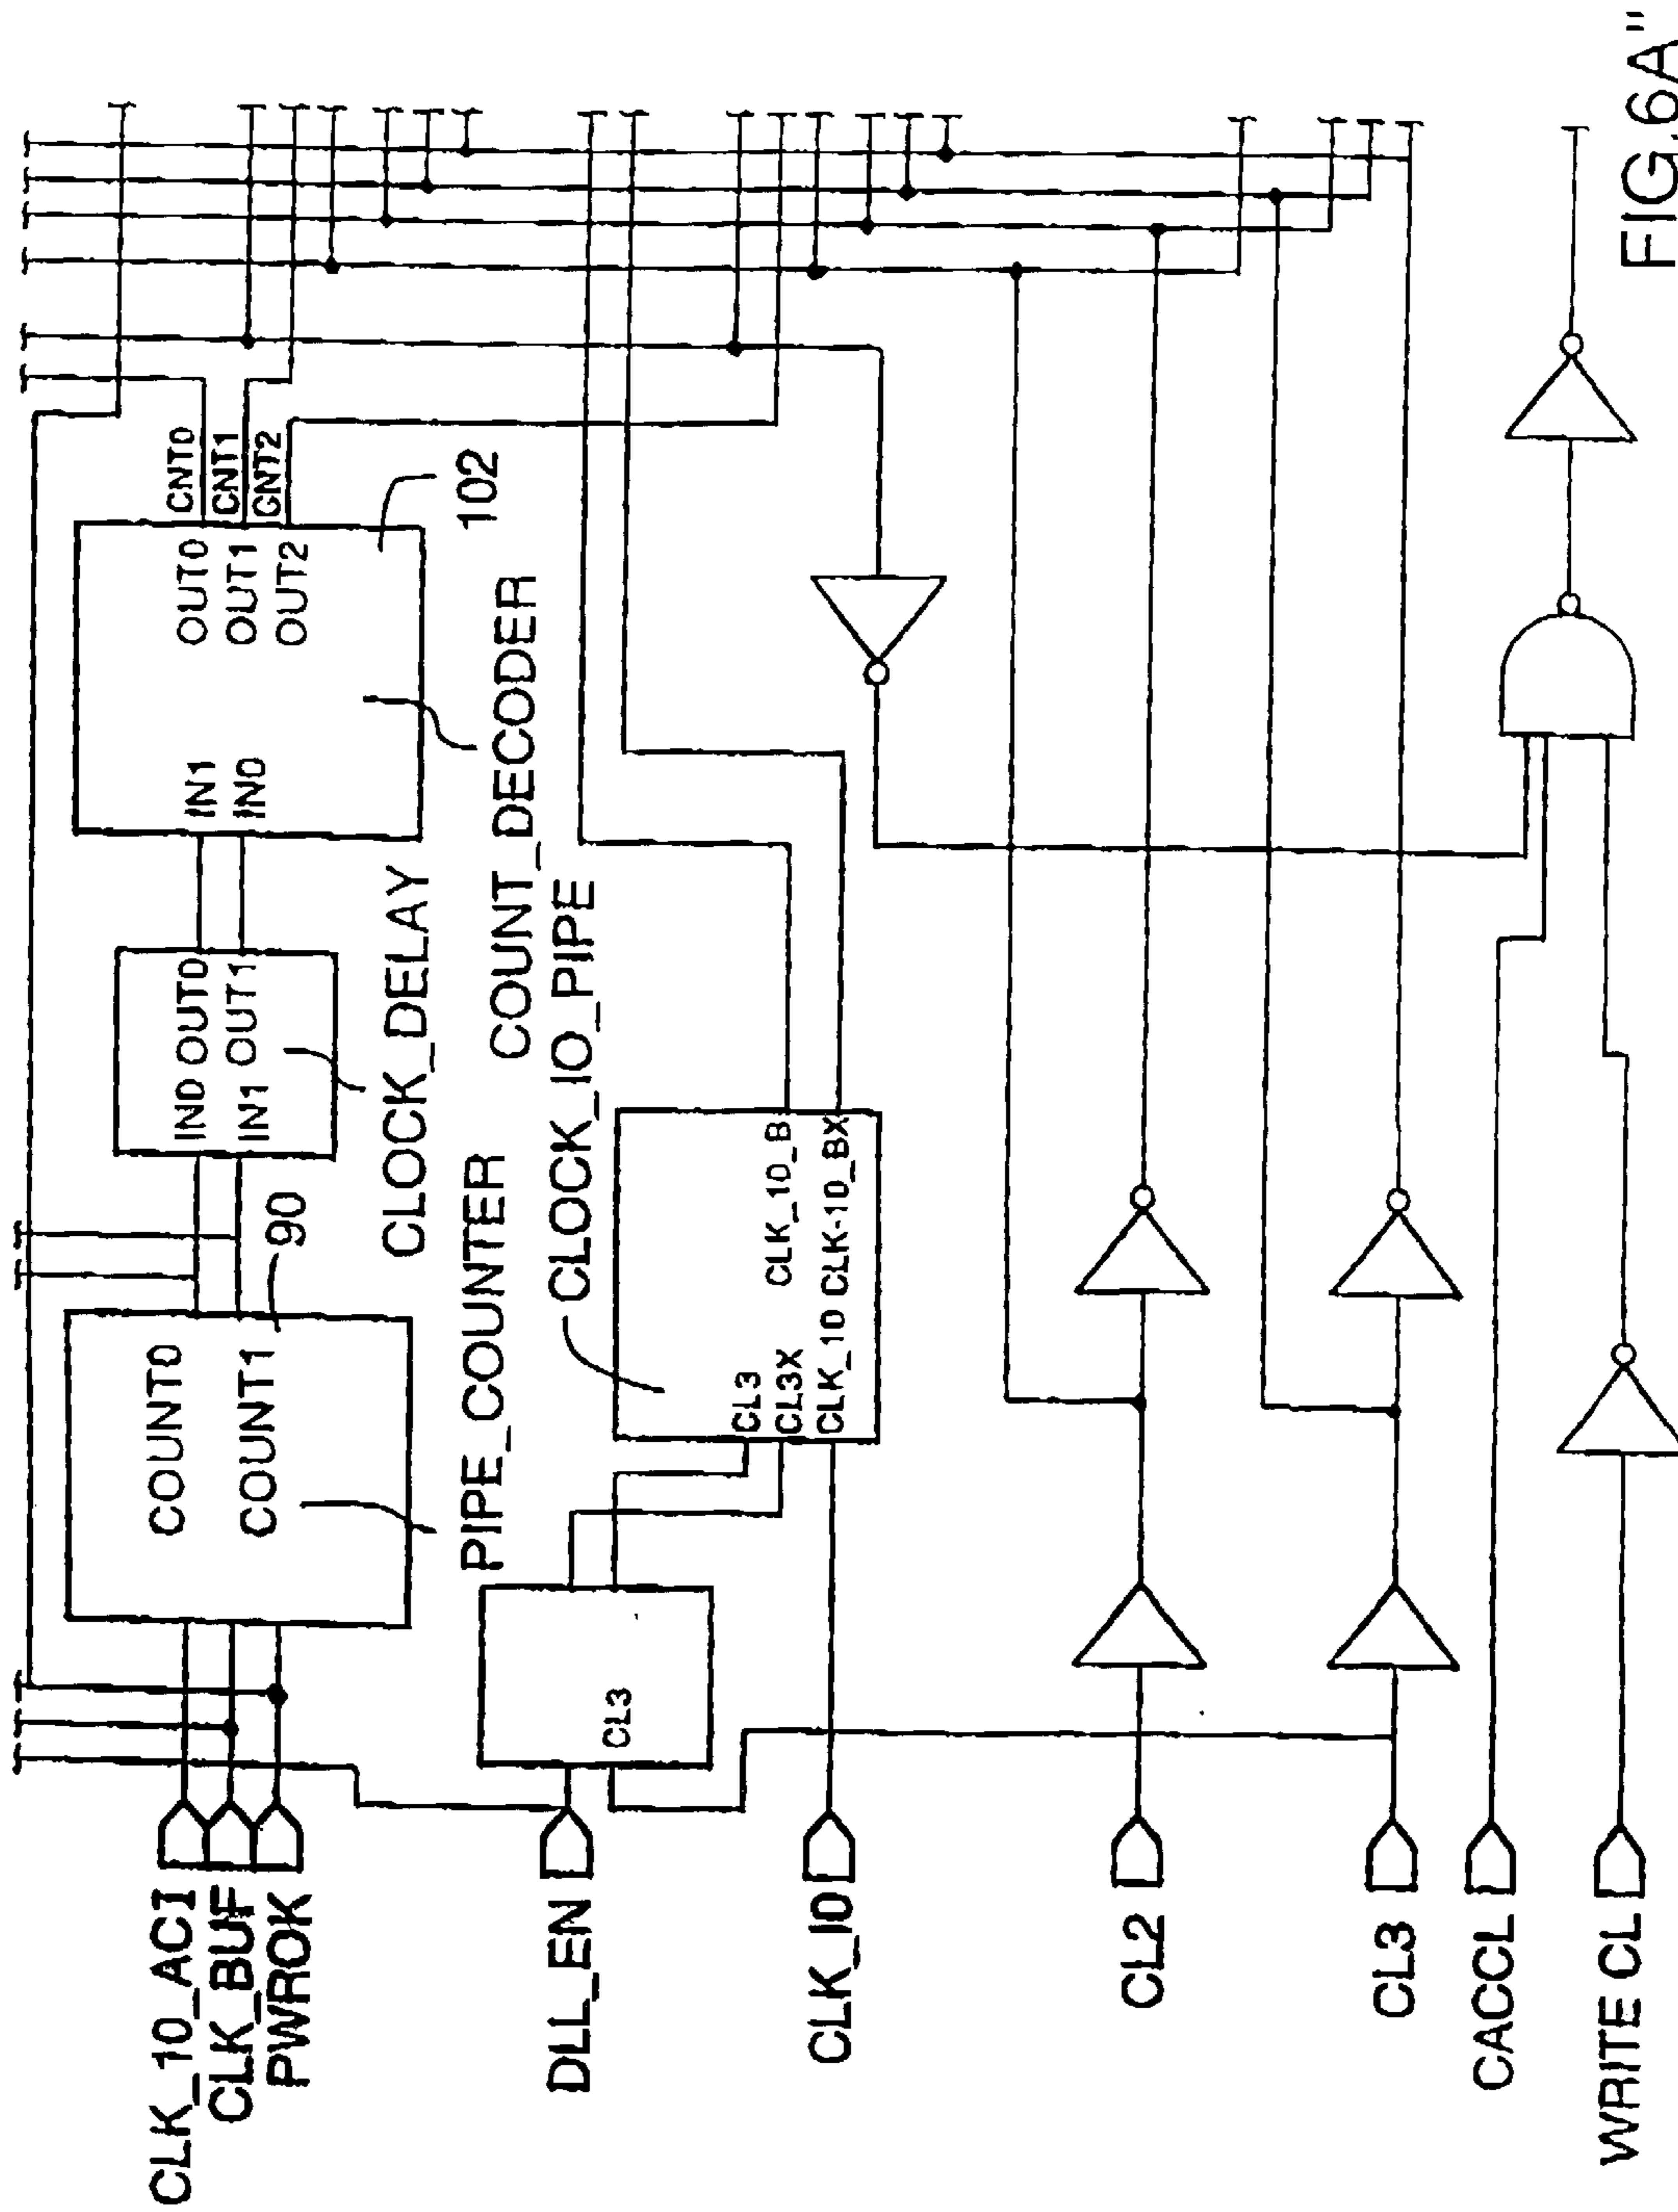 CLK_10_ACI
CLK_BUF
PWROK
COUNT0
COUNT1
90
PIPE_COUNTER
IN0 OUT0
IN1 OUT1
CLOCK_DELAY
IN1
IN0
OUT0
OUT1
OUT2
CNT0
CNT1
CNT2
102
COUNT_DECODER
CLOCK_IO_PIPE
DLL_EN
CL3
CL3
CL3X
CLK_10
CLK_10_B
CLK-10_BX
CLK_10
CL2
CL3
CACCL
WRITE CL
FIG.6A"